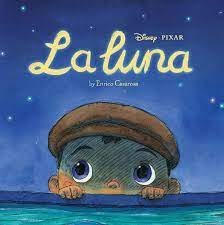 Disney · PIXAR
La luna
by Enrico Casarosa